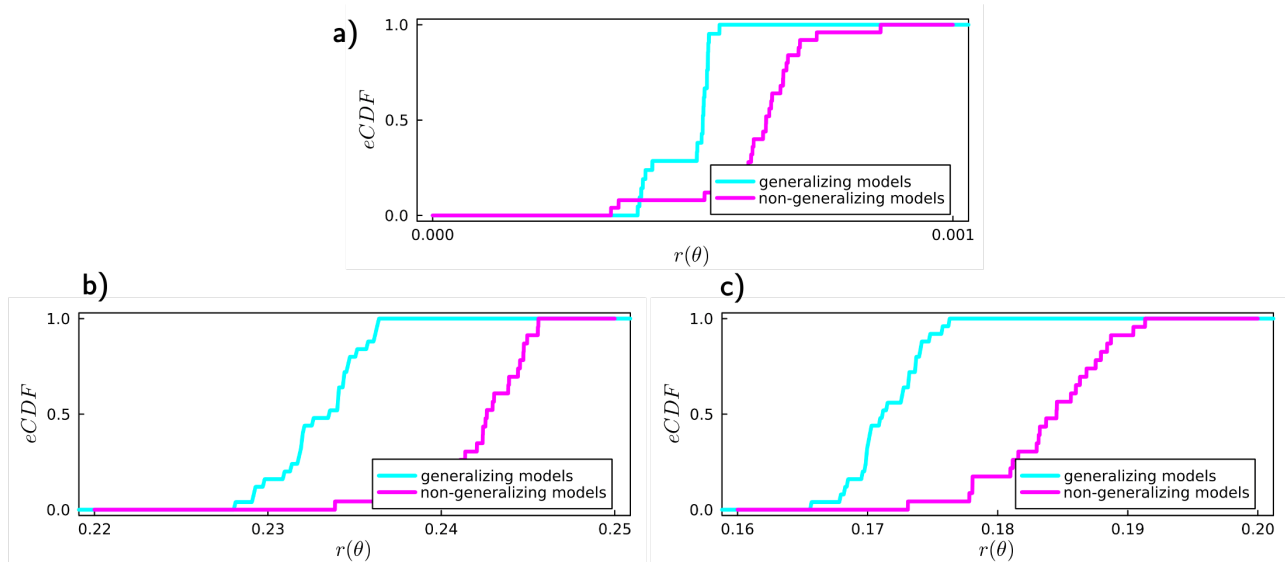 a)
1.0
0.5
0.0
eCDF
generalizing models
non-generalizing models
0.000
0.001
r(θ)
b)
1.0
0.5
0.0
eCDF
generalizing models
non-generalizing models
0.22
0.23
0.24
0.25
r(θ)
c)
1.0
0.5
0.0
eCDF
generalizing models
non-generalizing models
0.16
0.17
0.18
0.19
0.20
r(θ)